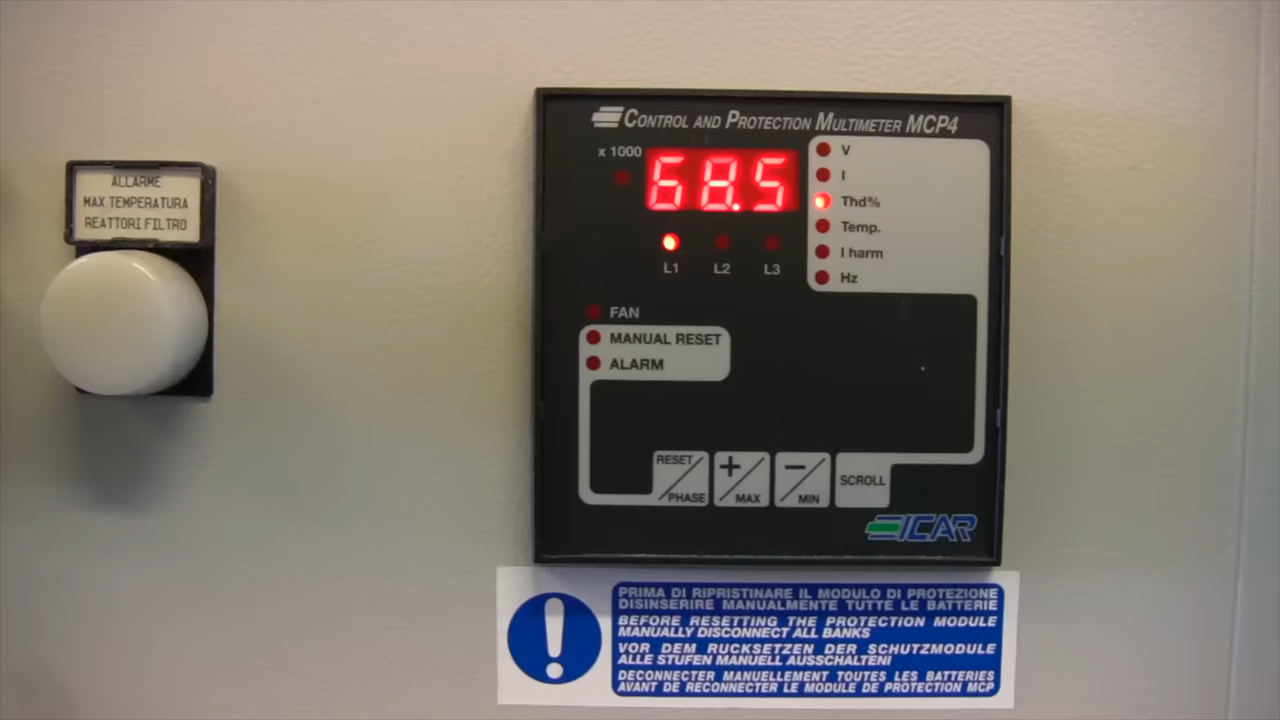 ALLARME
MAX TEMPERATURA
REATTORI FILTRO
CONTROL AND PROTECTION MULTIMETER MCP4
x 1000
68.5
V
I
Thd%
Temp.
I harm
Hz
L1 L2 L3
FAN
MANUAL RESET
ALARM
RESET/PHASE
+/MAX
−/MIN
SCROLL
ICAR
PRIMA DI RIPRISTINARE IL MODULO DI PROTEZIONE
DISINSERIRE MANUALMENTE TUTTE LE BATTERIE
BEFORE RESETTING THE PROTECTION MODULE
MANUALLY DISCONNECT ALL BANKS
VOR DEM RUCKSETZEN DER SCHUTZMODULE
ALLE STUFEN MANUELL AUSSCHALTEN!
DECONNECTER MANUELLEMENT TOUTES LES BATTERIES
AVANT DE RECONNECTER LE MODULE DE PROTECTION MCP